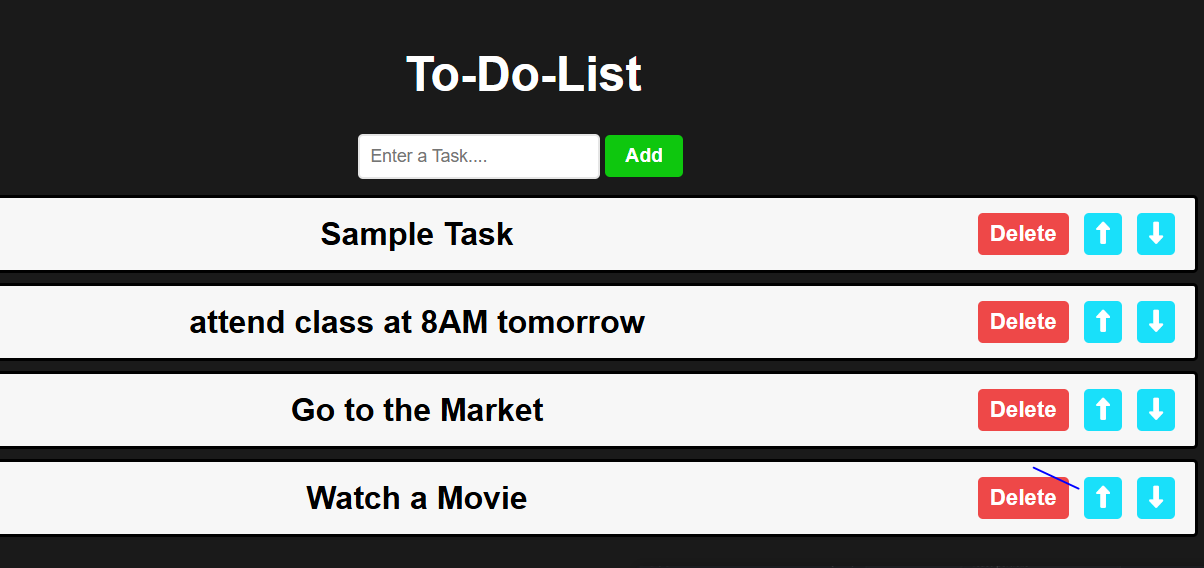 To-Do-List
Enter a Task.... Add
Sample Task Delete ⬆ ⬇
attend class at 8AM tomorrow Delete ⬆ ⬇
Go to the Market Delete ⬆ ⬇
Watch a Movie Delete ⬆ ⬇